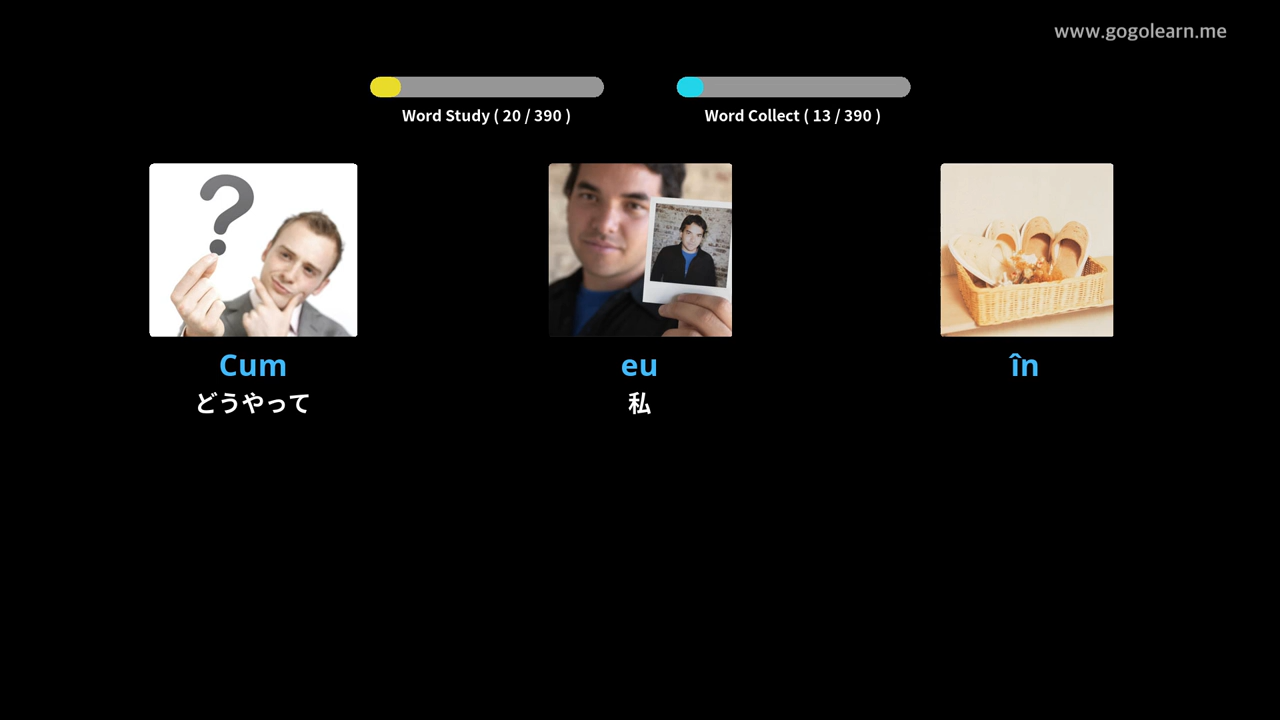 www.gogolearn.me
Word Study ( 20 / 390 )
Word Collect ( 13 / 390 )
?
Cum
eu
în
どうやって
私